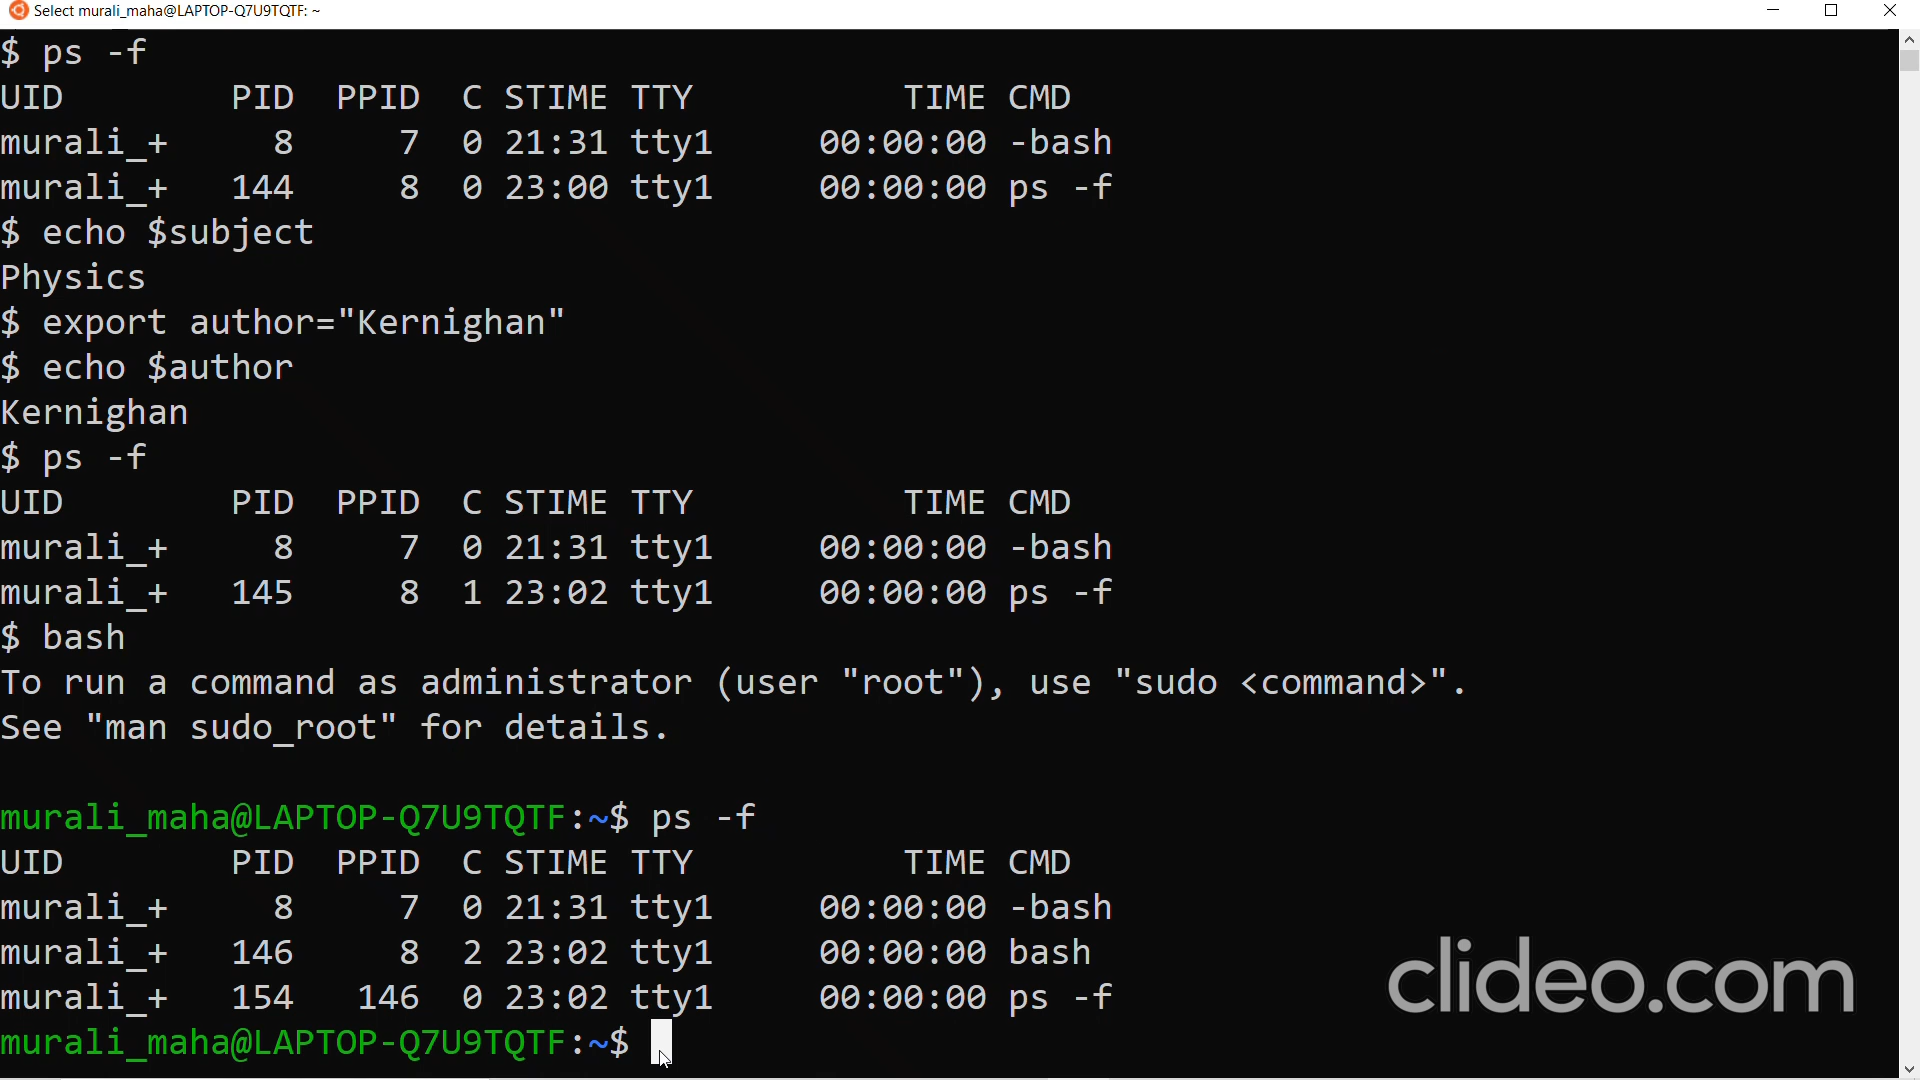 Select murali_maha@LAPTOP-Q7U9TQTF: ~
$ ps -f
UID        PID  PPID  C STIME TTY          TIME CMD
murali_+     8     7  0 21:31 tty1     00:00:00 -bash
murali_+   144     8  0 23:00 tty1     00:00:00 ps -f
$ echo $subject
Physics
$ export author="Kernighan"
$ echo $author
Kernighan
$ ps -f
UID        PID  PPID  C STIME TTY          TIME CMD
murali_+     8     7  0 21:31 tty1     00:00:00 -bash
murali_+   145     8  1 23:02 tty1     00:00:00 ps -f
$ bash
To run a command as administrator (user "root"), use "sudo <command>".
See "man sudo_root" for details.
murali_maha@LAPTOP-Q7U9TQTF:~$ ps -f
UID        PID  PPID  C STIME TTY          TIME CMD
murali_+     8     7  0 21:31 tty1     00:00:00 -bash
murali_+   146     8  2 23:02 tty1     00:00:00 bash
murali_+   154   146  0 23:02 tty1     00:00:00 ps -f
murali_maha@LAPTOP-Q7U9TQTF:~$
clideo.com